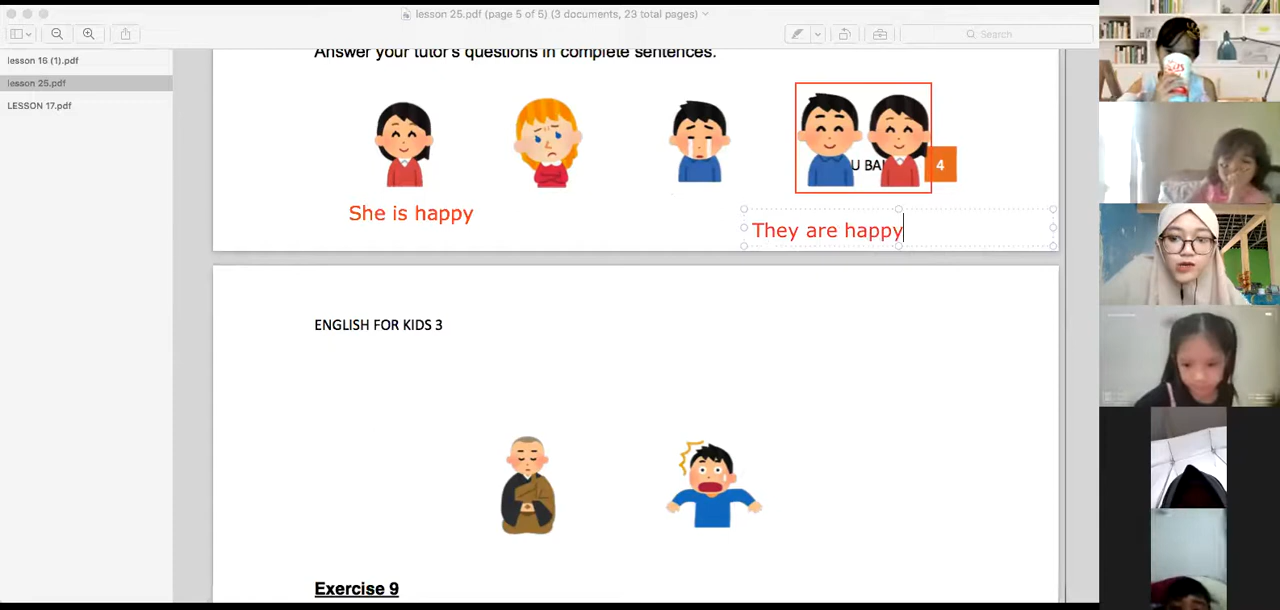 lesson 25.pdf (page 5 of 5) (3 documents, 23 total pages)
Search
lesson 16 (1).pdf
lesson 25.pdf
LESSON 17.pdf
Answer your tutor's questions in complete sentences.
U BA
4
She is happy
They are happy
ENGLISH FOR KIDS 3
Exercise 9